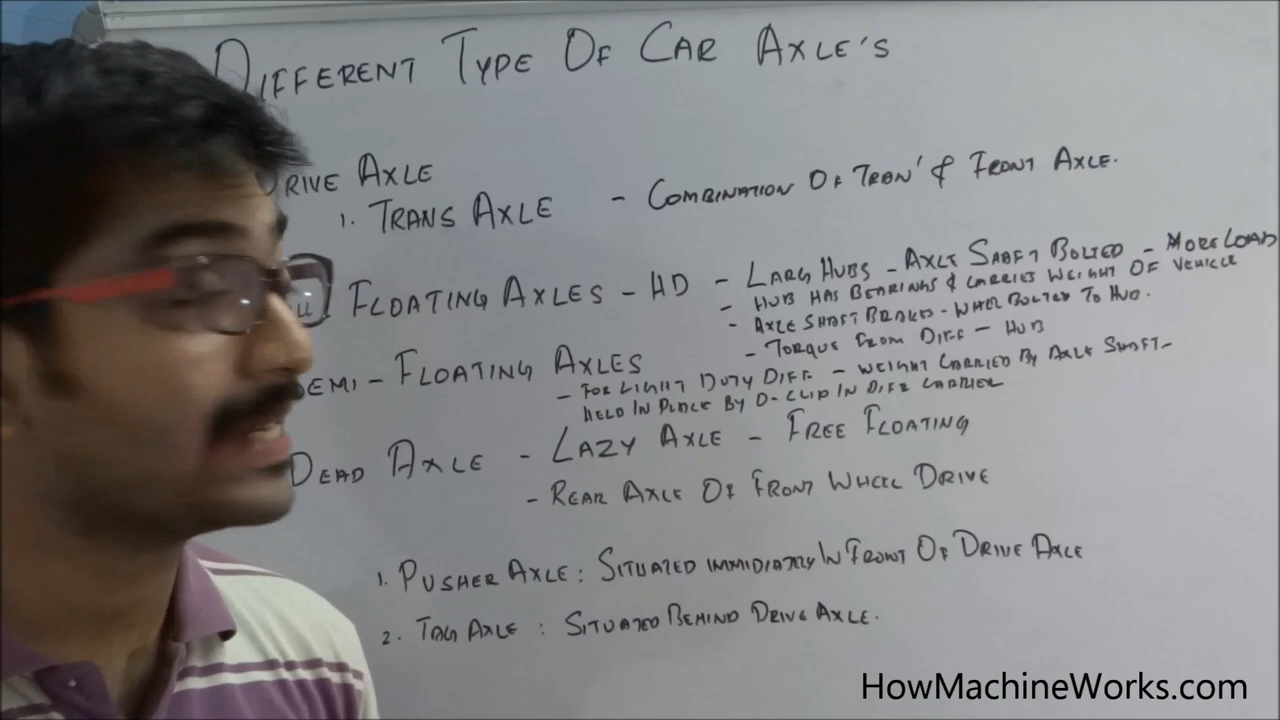 DIFFERENT TYPE OF CAR AXLE'S
DRIVE AXLE
1. TRANS AXLE - COMBINATION OF TRAN' & FRONT AXLE.
FLOATING AXLES - HD - LARG HUBS - AXLE SHAFT BOLTED - MORE LOAD
- HUB HAS BEARINGS & CARRIES WEIGHT OF VEHICLE
- AXLE SHAFT - WHEL BOLTED TO HUB.
- TORQUE FROM DIFF - HUB
EMI - FLOATING AXLES
- FOR LIGHT DUTY DIFF. - WEIGHT CARRIED BY AXLE SHAFT-
HELD IN PLACE BY D-CLIP IN DIFF CARRIER
DEAD AXLE - LAZY AXLE - FREE FLOATING
- REAR AXLE OF FRONT WHEEL DRIVE
1. PUSHER AXLE : SITUATED IMMIDIATLY IN FRONT OF DRIVE AXLE
2. TAG AXLE : SITUATED BEHIND DRIVE AXLE.
HowMachineWorks.com